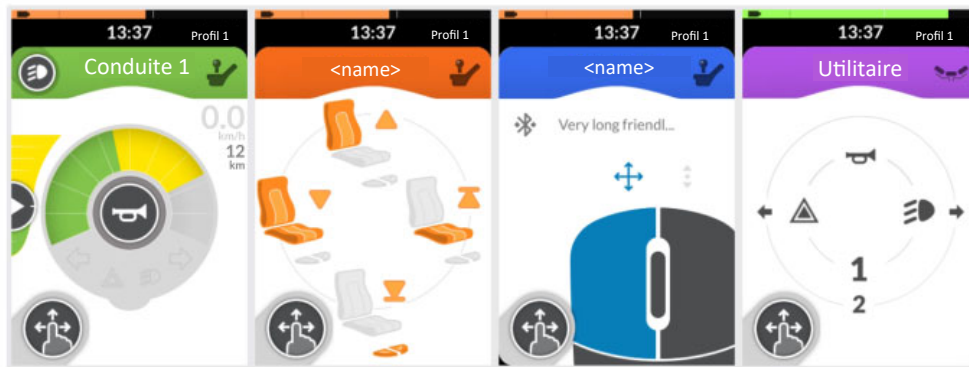 13:37 Profil 1
Conduite 1
0.0
km/h
12
km
13:37 Profil 1
<name>
13:37 Profil 1
<name>
Very long friendl...
13:37 Profil 1
Utilitaire
1
2